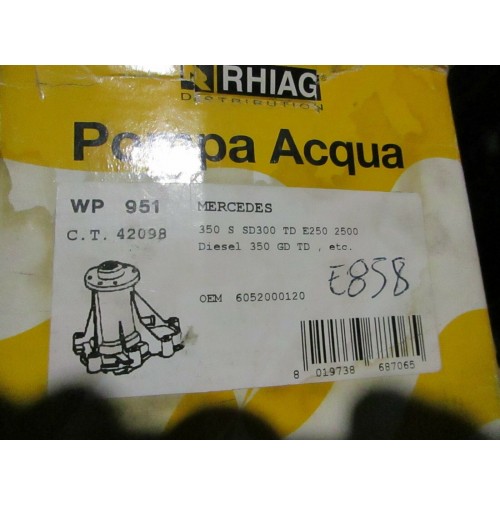 RHIAG
DISTRIBUTION
Pompa Acqua
WP 951
C.T. 42098
MERCEDES
350 S SD300 TD E250 2500
Diesel 350 GD TD , etc.
OEM 6052000120
E858
8 019738 687065